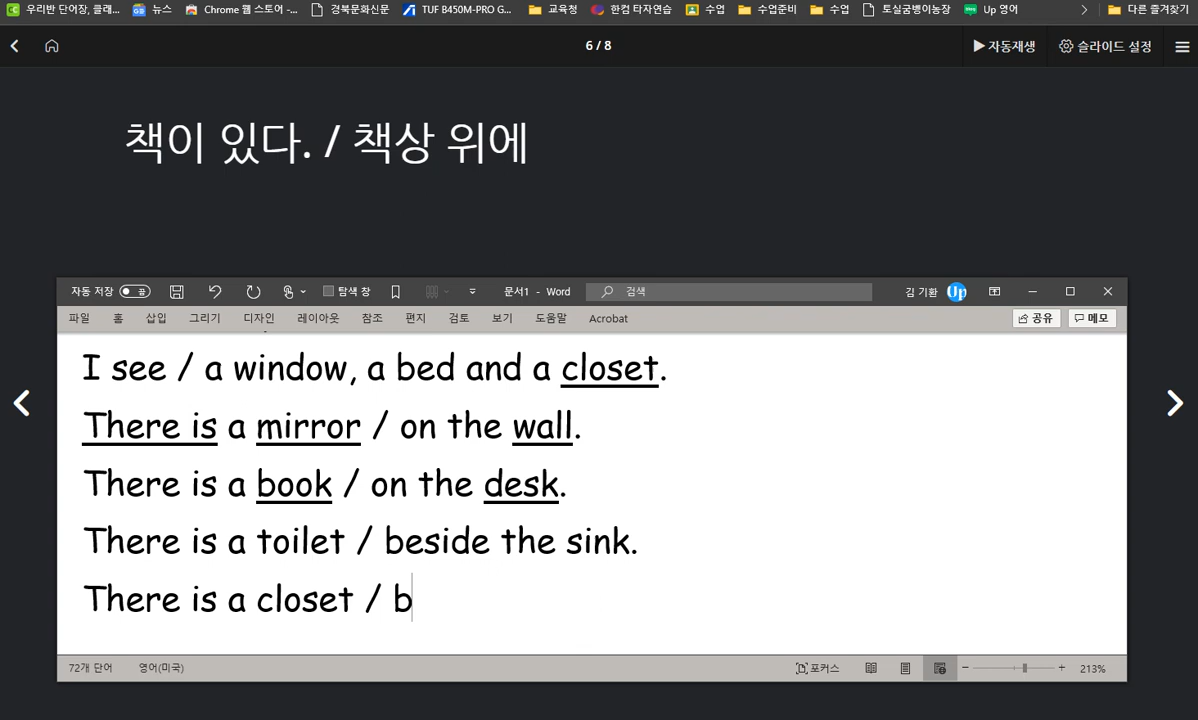 우리반 단어장, 클래... 뉴스 Chrome 웹 스토어 -... 경북문화신문 TUF B450M-PRO G... 교육청 한컴 타자연습 수업 수업준비 수업 토실굼벵이농장 Up 영어 다른 즐겨찾기
6 / 8 자동재생 슬라이드 설정
책이 있다. / 책상 위에
자동 저장 끔 탐색 창 문서1 - Word 검색 김 기환 Up
파일 홈 삽입 그리기 디자인 레이아웃 참조 편지 검토 보기 도움말 Acrobat 공유 메모
I see / a window, a bed and a closet.
There is a mirror / on the wall.
There is a book / on the desk.
There is a toilet / beside the sink.
There is a closet / b
72개 단어 영어(미국) 포커스 213%